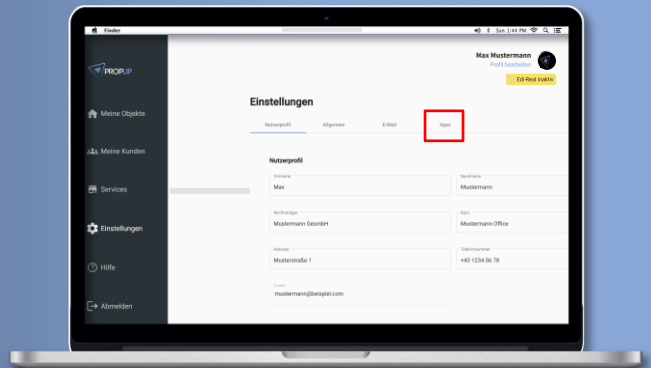 Finder
Sun 1:44 PM
PROPUP
Max Mustermann
Profil bearbeiten
Edi-Real inaktiv
Meine Objekte
Meine Kunden
Services
Einstellungen
Hilfe
Abmelden
Einstellungen
Nutzerprofil
Allgemein
E-Mail
Apps
Nutzerprofil
Vorname
Max
Nachname
Mustermann
Rechtsträger
Mustermann GesmbH
Büro
Mustermann Office
Adresse
Musterstraße 1
Telefonnummer
+43 1234 56 78
E-Mail
mustermann@beispiel.com